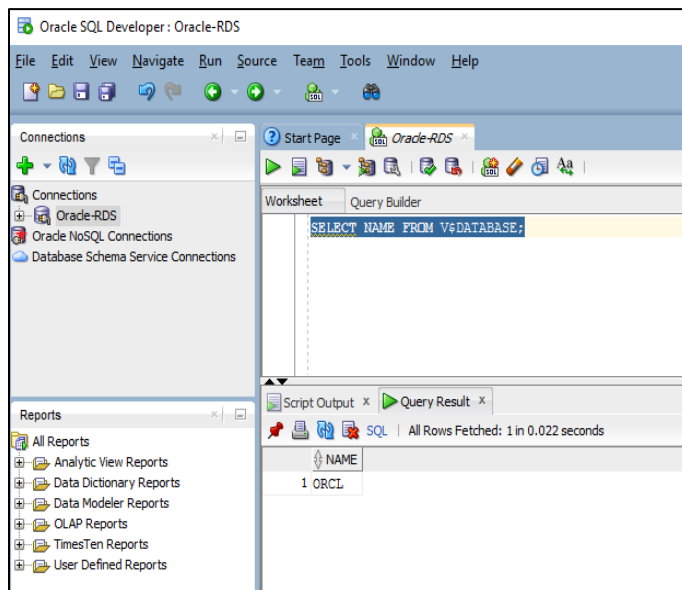 Oracle SQL Developer : Oracle-RDS
File Edit View Navigate Run Source Team Tools Window Help
Connections
Connections
Oracle-RDS
Oracle NoSQL Connections
Database Schema Service Connections
Reports
All Reports
Analytic View Reports
Data Dictionary Reports
Data Modeler Reports
OLAP Reports
TimesTen Reports
User Defined Reports
Start Page Oracle-RDS
Worksheet Query Builder
SELECT NAME FROM V$DATABASE;
Script Output Query Result
SQL All Rows Fetched: 1 in 0.022 seconds
NAME
1 ORCL